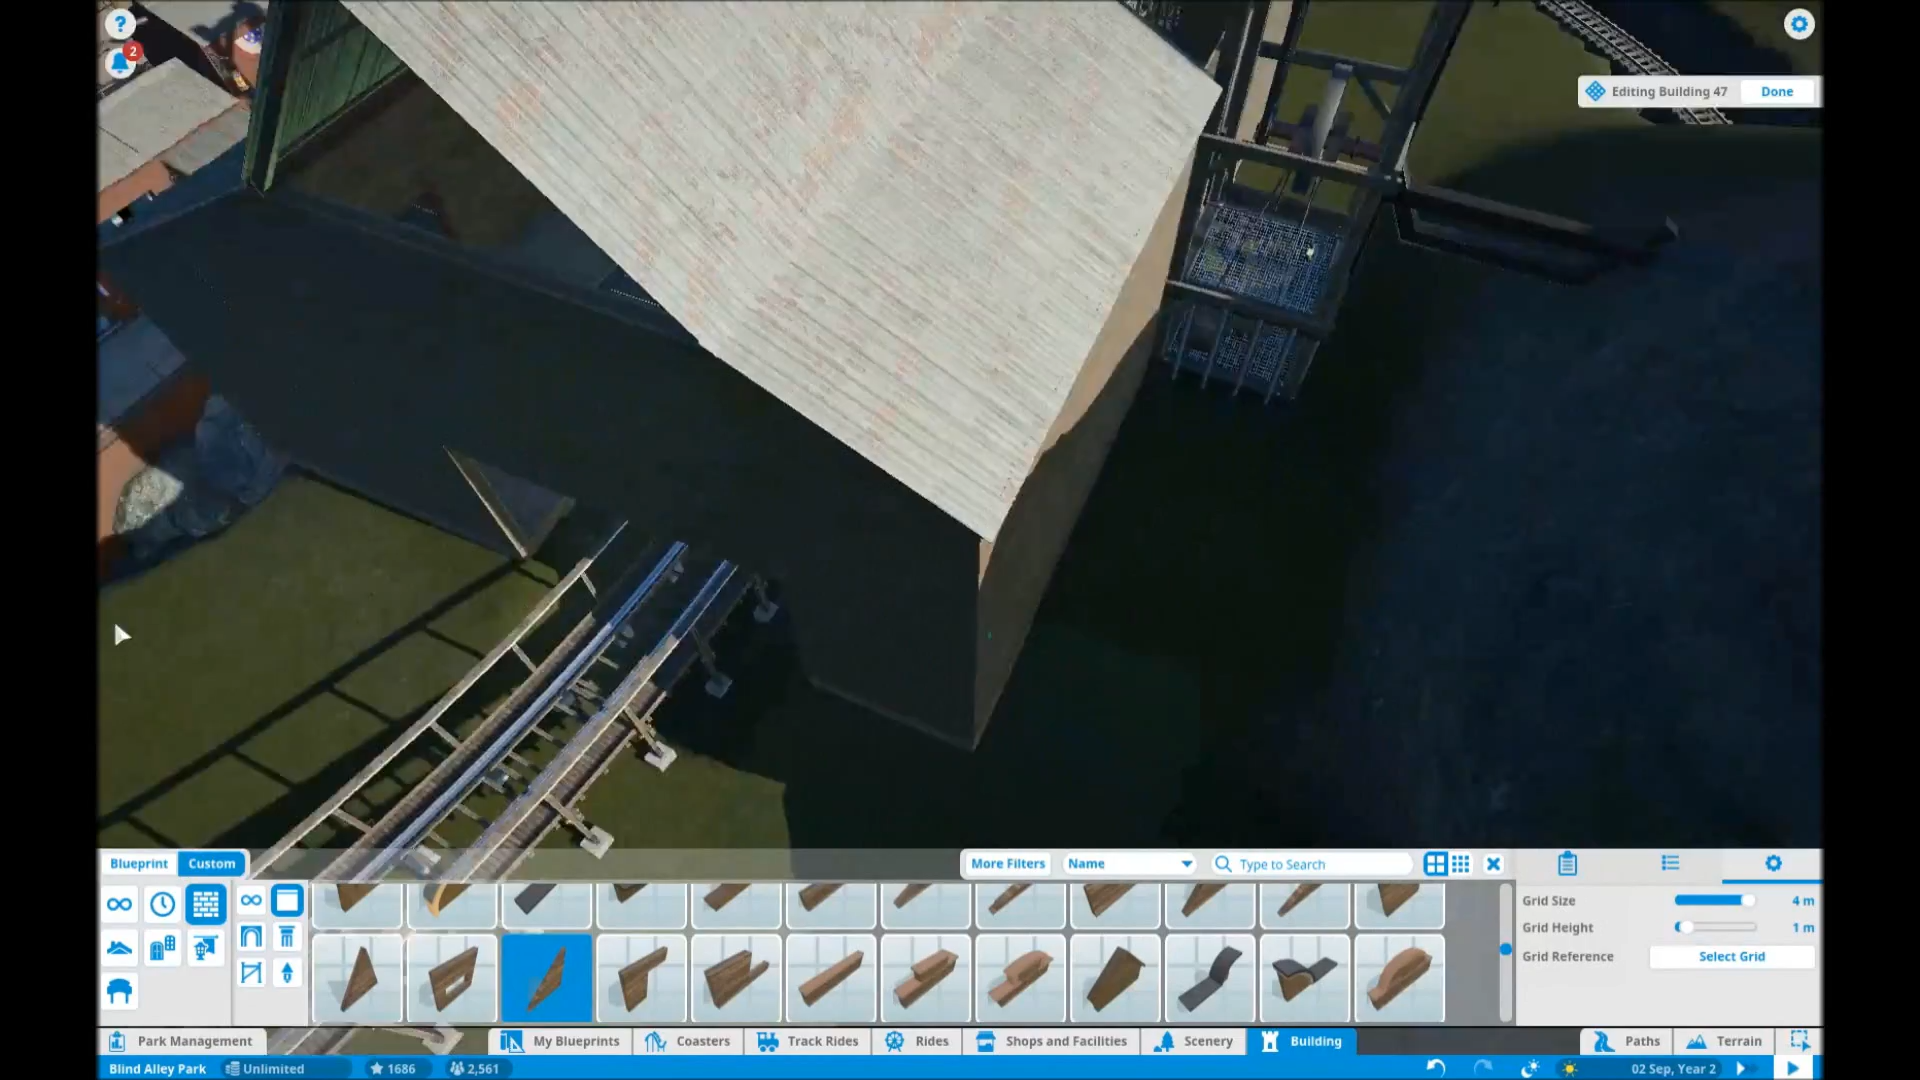 ?
2
Editing Building 47 Done
Blueprint Custom
More Filters Name Type to Search
Grid Size 4 m
Grid Height 1 m
Grid Reference Select Grid
Park Management My Blueprints Coasters Track Rides Rides Shops and Facilities Scenery Building Paths Terrain
Blind Alley Park Unlimited 1686 2,561 02 Sep, Year 2